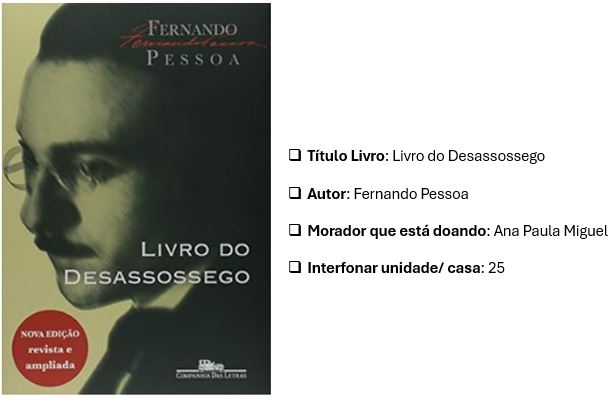 FERNANDO
Fernando Pessoa
PESSOA
LIVRO DO
DESASSOSSEGO
NOVA EDIÇÃO
revista e
ampliada
COMPANHIA DAS LETRAS
❑ Título Livro: Livro do Desassossego
❑ Autor: Fernando Pessoa
❑ Morador que está doando: Ana Paula Miguel
❑ Interfonar unidade/ casa: 25